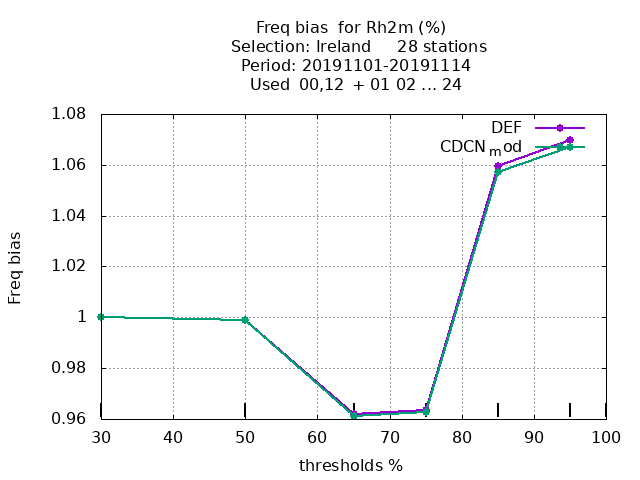 Freq bias  for Rh2m (%)
Selection: Ireland     28 stations
Period: 20191101-20191114
Used  00,12  + 01 02 ... 24
1.08
DEF
CDCNmod
1.06
1.04
1.02
1
0.98
0.96
Freq bias
30 40 50 60 70 80 90 100
thresholds %